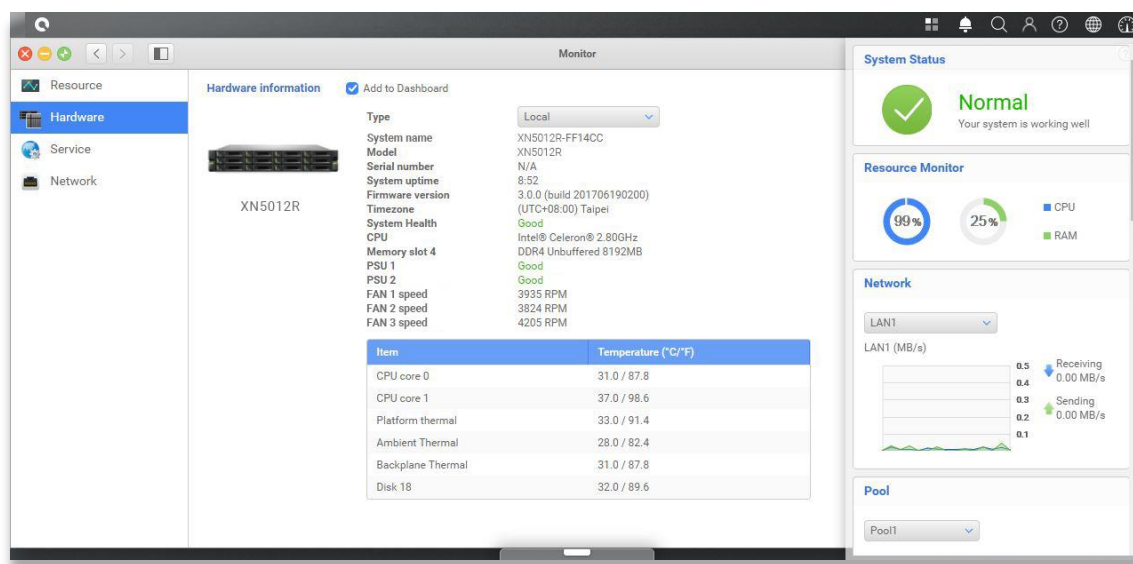 Monitor
Resource
Hardware
Service
Network
Hardware information
Add to Dashboard
XN5012R
Type Local
System name XN5012R-FF14CC
Model XN5012R
Serial number N/A
System uptime 8:52
Firmware version 3.0.0 (build 201706190200)
Timezone (UTC+08:00) Taipei
System Health Good
CPU Intel® Celeron® 2.80GHz
Memory slot 4 DDR4 Unbuffered 8192MB
PSU 1 Good
PSU 2 Good
FAN 1 speed 3935 RPM
FAN 2 speed 3824 RPM
FAN 3 speed 4205 RPM
Item Temperature (°C/°F)
CPU core 0 31.0 / 87.8
CPU core 1 37.0 / 98.6
Platform thermal 33.0 / 91.4
Ambient Thermal 28.0 / 82.4
Backplane Thermal 31.0 / 87.8
Disk 18 32.0 / 89.6
System Status
Normal
Your system is working well
Resource Monitor
99%
25%
CPU
RAM
Network
LAN1
LAN1 (MB/s)
0.5
0.4
0.3
0.2
0.1
Receiving
0.00 MB/s
Sending
0.00 MB/s
Pool
Pool1